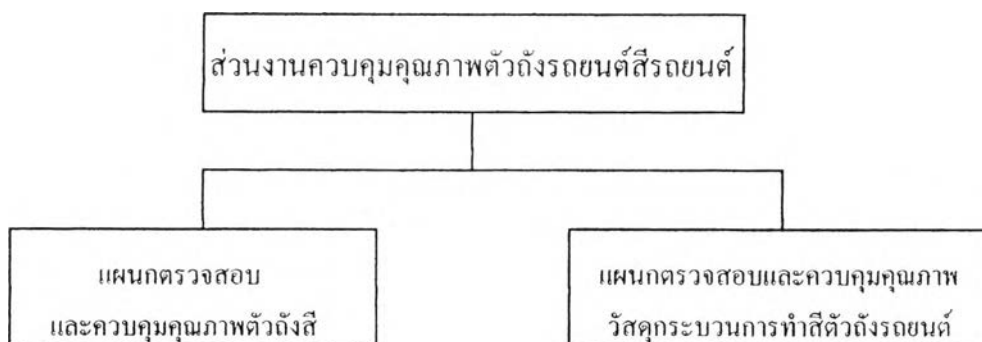 ส่วนงานควบคุมคุณภาพตัวถังรถยนต์สีรถยนต์
แผนกตรวจสอบ
และควบคุมคุณภาพตัวถังสี
แผนกตรวจสอบและควบคุมคุณภาพ
วัสดุกระบวนการทำสีตัวถังรถยนต์